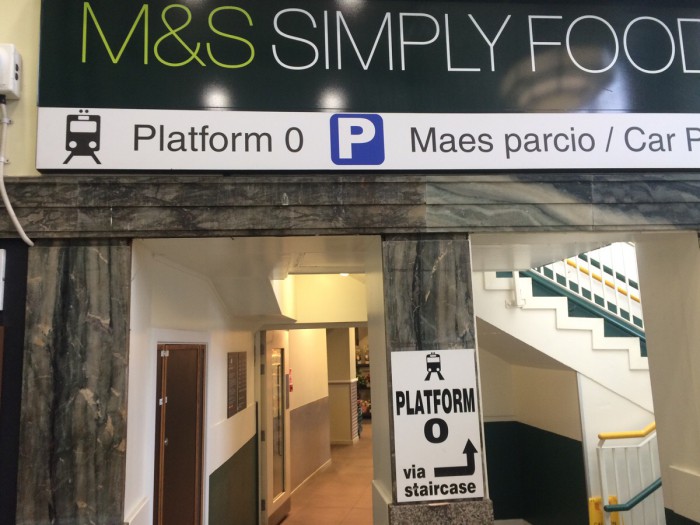 M&S SIMPLY FOOD
Platform 0 P Maes parcio / Car P
PLATFORM
0
via
staircase